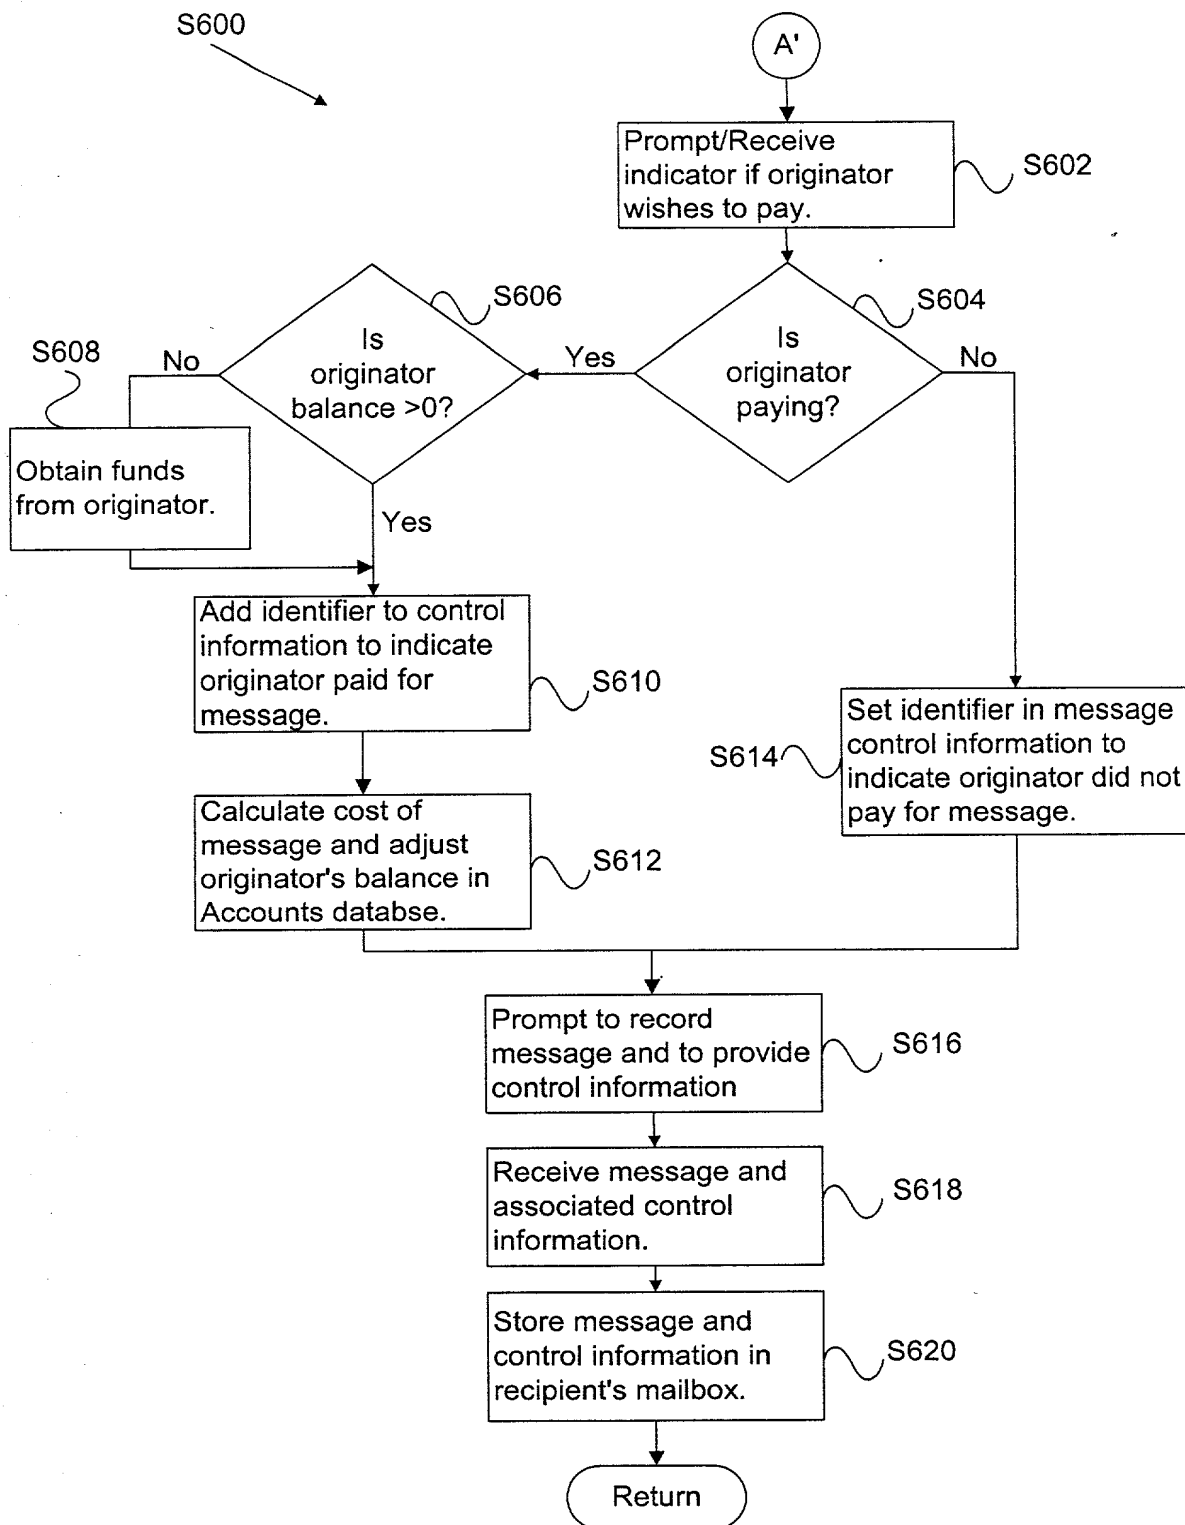 S600
A'
Prompt/Receive
indicator if originator
wishes to pay.
S602
S606
S604
Is
originator
balance >0?
Yes
Is
originator
paying?
No
S608
No
Obtain funds
from originator.
Yes
Add identifier to control
information to indicate
originator paid for
message.
S610
Set identifier in message
control information to
indicate originator did not
pay for message.
S614
Calculate cost of
message and adjust
originator's balance in
Accounts databse.
S612
Prompt to record
message and to provide
control information
S616
Receive message and
associated control
information.
S618
Store message and
control information in
recipient's mailbox.
S620
Return